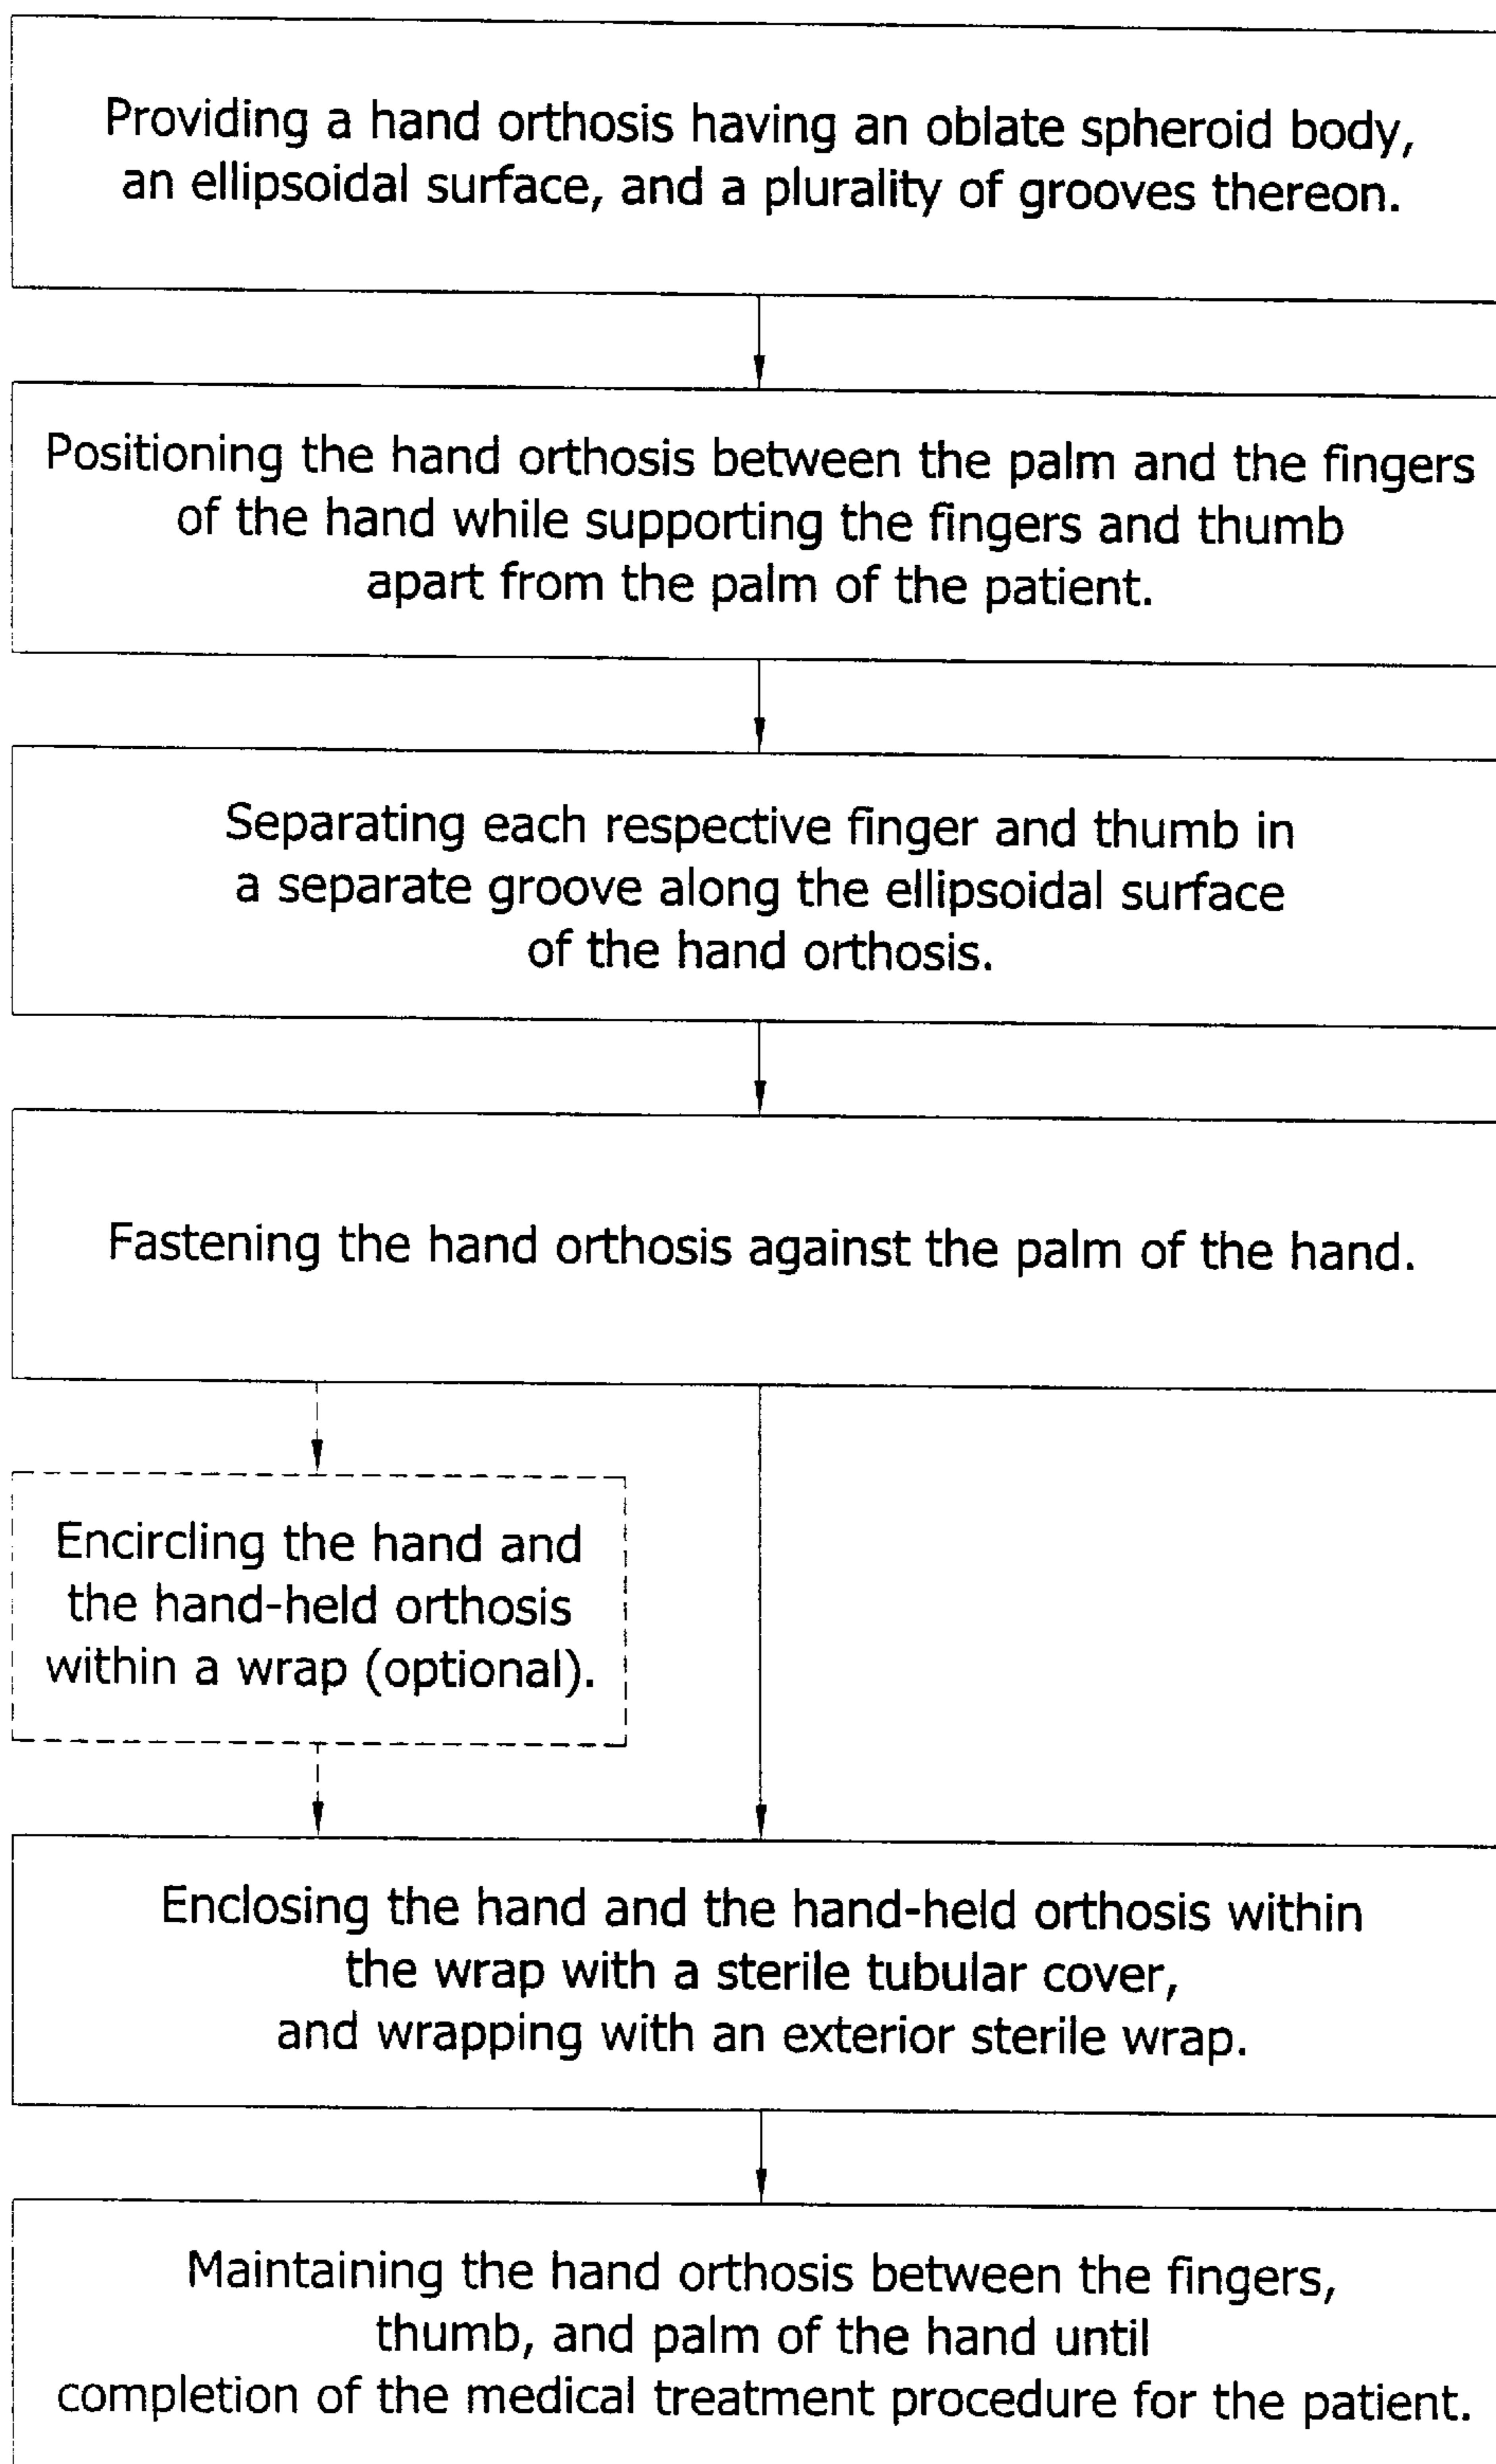 Providing a hand orthosis having an oblate spheroid body,
an ellipsoidal surface, and a plurality of grooves thereon.
Positioning the hand orthosis between the palm and the fingers
of the hand while supporting the fingers and thumb
apart from the palm of the patient.
Separating each respective finger and thumb in
a separate groove along the ellipsoidal surface
of the hand orthosis.
Fastening the hand orthosis against the palm of the hand.
Encircling the hand and
the hand-held orthosis
within a wrap (optional).
Enclosing the hand and the hand-held orthosis within
the wrap with a sterile tubular cover,
and wrapping with an exterior sterile wrap.
Maintaining the hand orthosis between the fingers,
thumb, and palm of the hand until
completion of the medical treatment procedure for the patient.